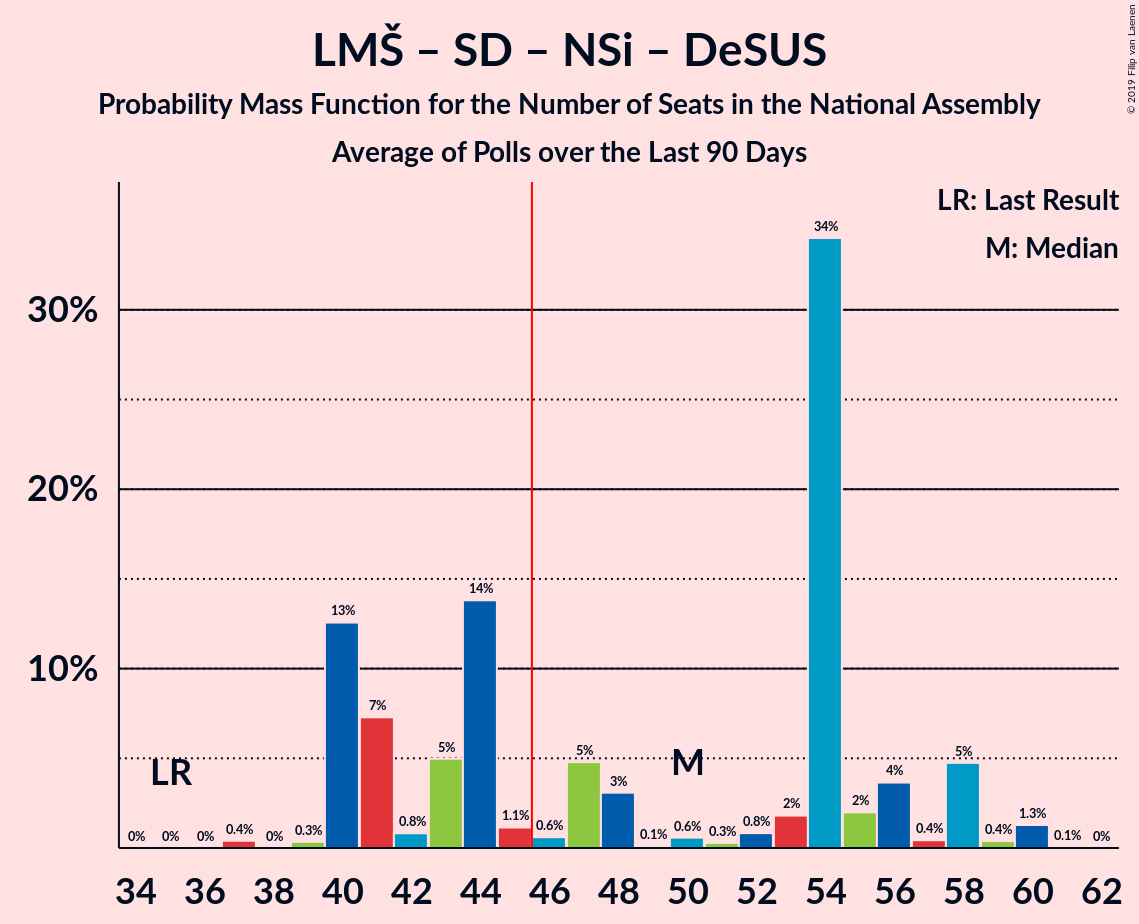 LMŠ – SD – NSi – DeSUS
Probability Mass Function for the Number of Seats in the National Assembly
Average of Polls over the Last 90 Days
© 2019 Filip van Laenen
LR: Last Result
M: Median
30%
20%
10%
0% 0% 0% 0.4% 0% 0.3% 13% 7% 0.8% 5% 14% 1.1% 0.6% 5% 3% 0.1% 0.6% 0.3% 0.8% 2% 34% 2% 4% 0.4% 5% 0.4% 1.3% 0.1% 0%
LR M
34 36 38 40 42 44 46 48 50 52 54 56 58 60 62